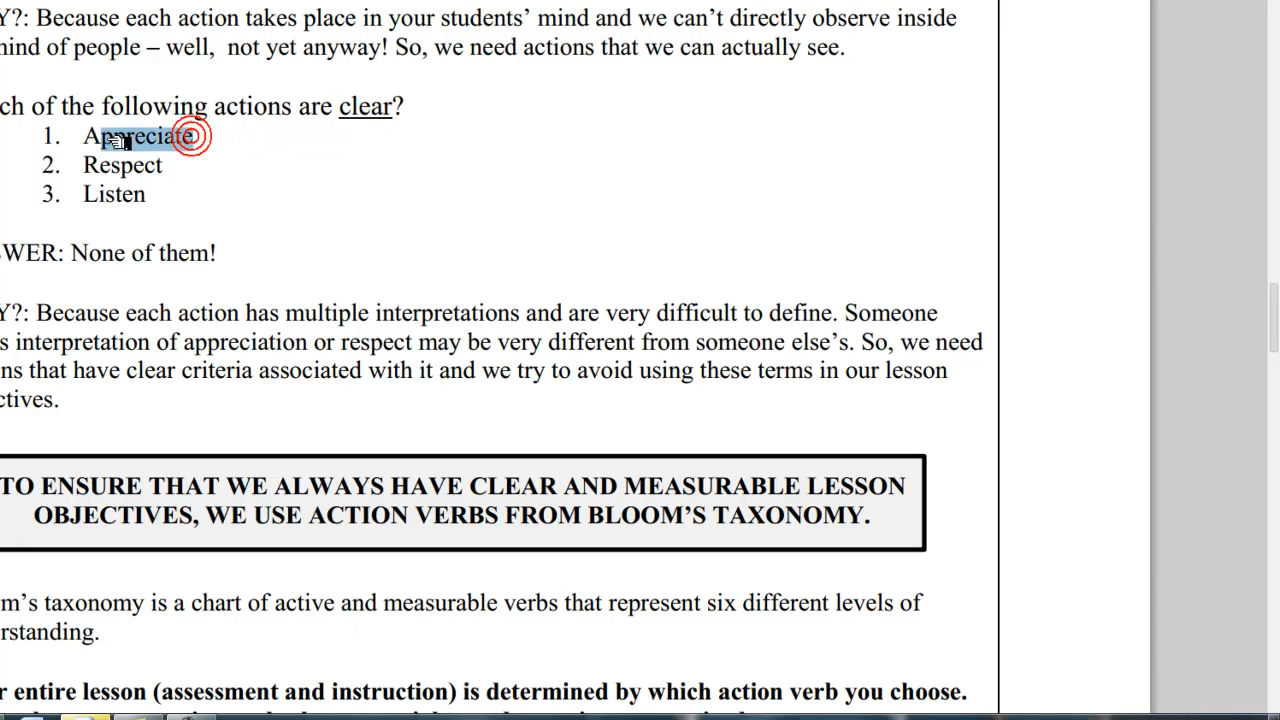 Y?: Because each action takes place in your students’ mind and we can’t directly observe inside
mind of people – well, not yet anyway! So, we need actions that we can actually see.
ch of the following actions are clear?
1. Appreciate
2. Respect
3. Listen
SWER: None of them!
Y?: Because each action has multiple interpretations and are very difficult to define. Someone
s interpretation of appreciation or respect may be very different from someone else’s. So, we need
ns that have clear criteria associated with it and we try to avoid using these terms in our lesson
ctives.
TO ENSURE THAT WE ALWAYS HAVE CLEAR AND MEASURABLE LESSON
OBJECTIVES, WE USE ACTION VERBS FROM BLOOM’S TAXONOMY.
m’s taxonomy is a chart of active and measurable verbs that represent six different levels of
rstanding.
r entire lesson (assessment and instruction) is determined by which action verb you choose.